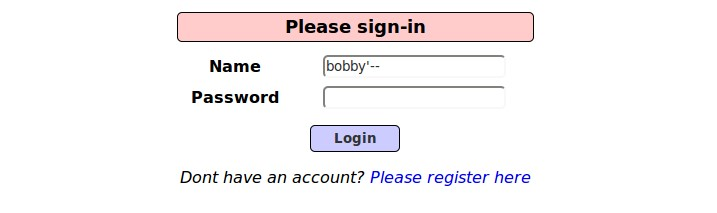 Please sign-in
Name bobby'--
Password
Login
Dont have an account? Please register here